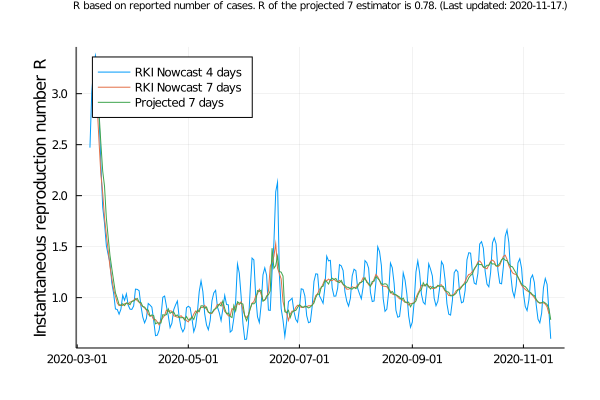 R based on reported number of cases. R of the projected 7 estimator is 0.78. (Last updated: 2020-11-17.)
Instantaneous reproduction number R
RKI Nowcast 4 days
RKI Nowcast 7 days
Projected 7 days
3.0
2.5
2.0
1.5
1.0
2020-03-01 2020-05-01 2020-07-01 2020-09-01 2020-11-01